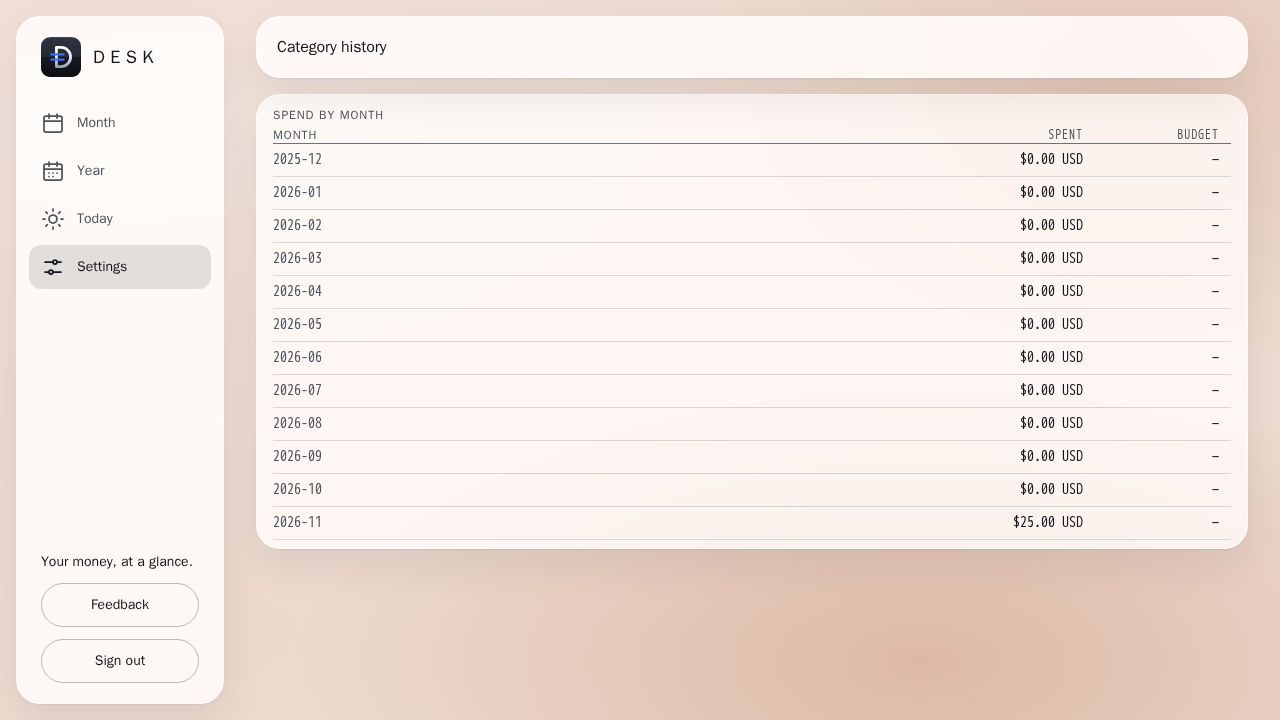 DESK
Month
Year
Today
Settings
Your money, at a glance.
Feedback
Sign out
Category history
SPEND BY MONTH
MONTH SPENT BUDGET
2025-12 $0.00 USD —
2026-01 $0.00 USD —
2026-02 $0.00 USD —
2026-03 $0.00 USD —
2026-04 $0.00 USD —
2026-05 $0.00 USD —
2026-06 $0.00 USD —
2026-07 $0.00 USD —
2026-08 $0.00 USD —
2026-09 $0.00 USD —
2026-10 $0.00 USD —
2026-11 $25.00 USD —